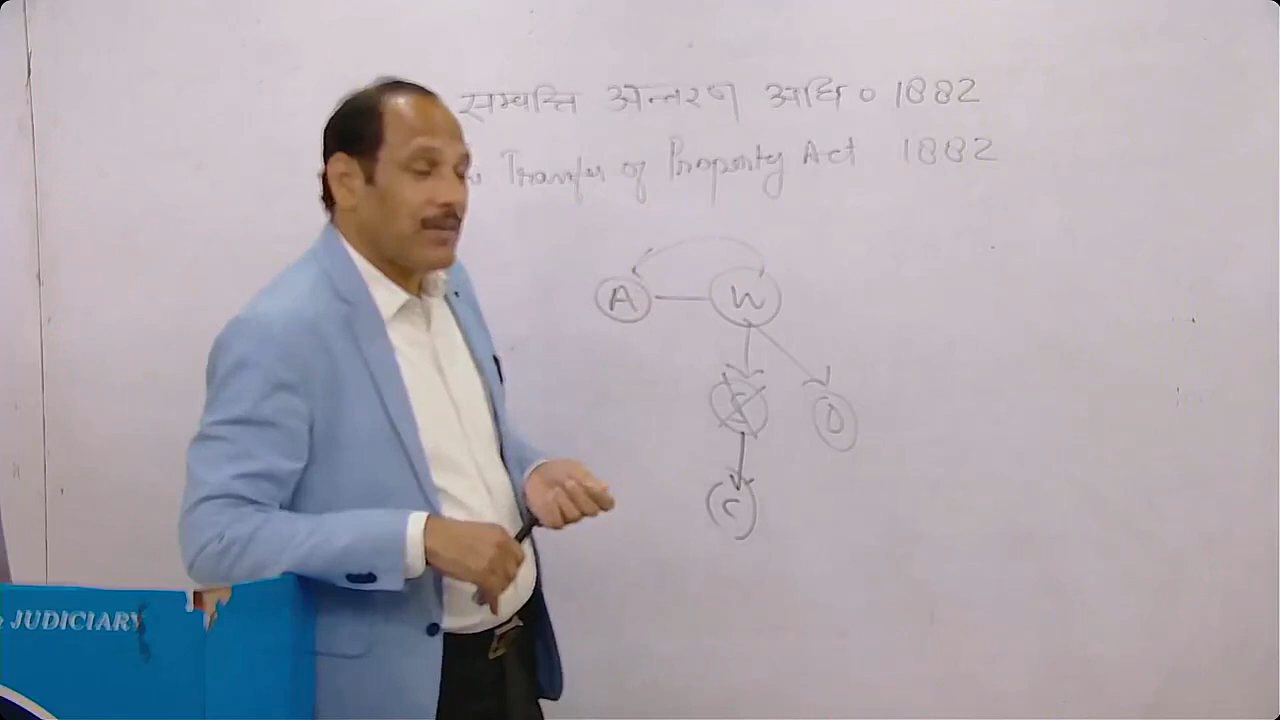 सम्पत्ति अन्तरण अधि० 1882
Transfer of Property Act 1882
A
W
D
JUDICIARY